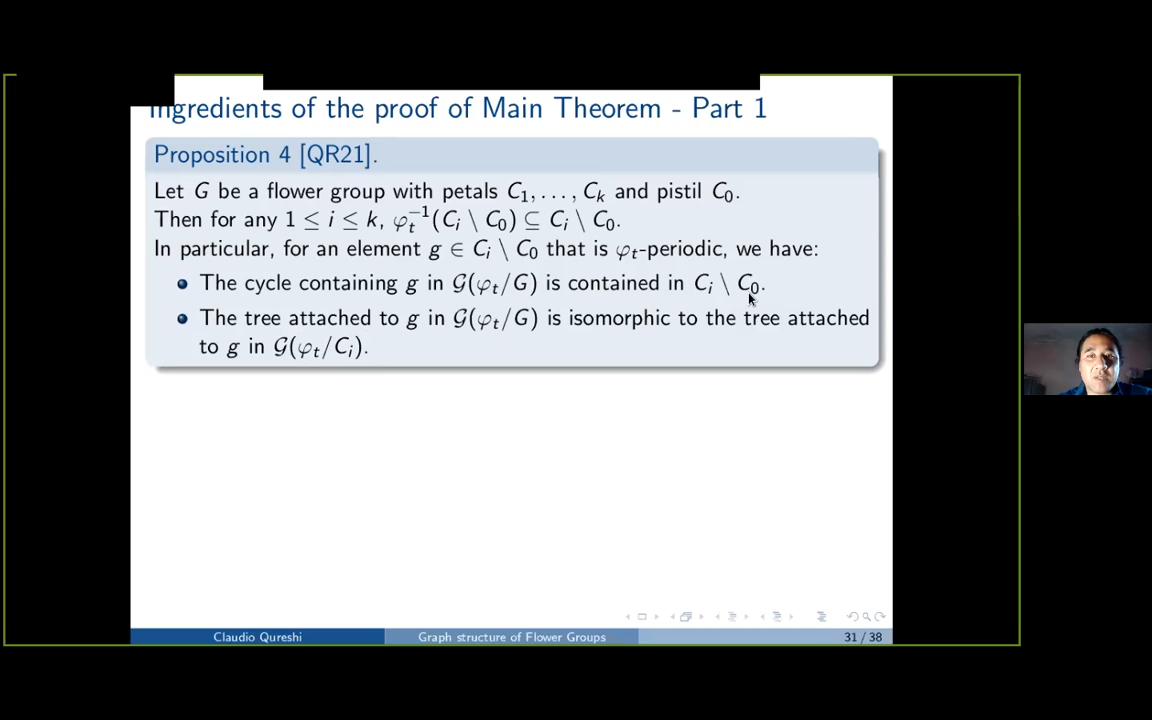 Ingredients of the proof of Main Theorem - Part 1
Proposition 4 [QR21].
Let G be a flower group with petals C₁, . . . , Cₖ and pistil C₀.
Then for any 1 ≤ i ≤ k, φₜ⁻¹(Cᵢ \ C₀) ⊆ Cᵢ \ C₀.
In particular, for an element g ∈ Cᵢ \ C₀ that is φₜ-periodic, we have:
• The cycle containing g in 𝒢(φₜ/G) is contained in Cᵢ \ C₀.
• The tree attached to g in 𝒢(φₜ/G) is isomorphic to the tree attached
to g in 𝒢(φₜ/Cᵢ).
Claudio Qureshi Graph structure of Flower Groups 31 / 38